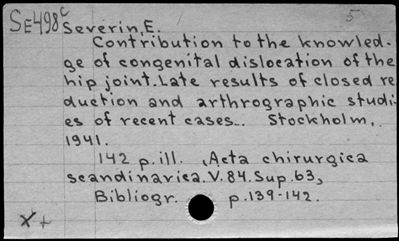 SE498c Severin, E. 5
Contribution to the knowled-
ge of congenital dislocation of the
hip joint. Late results of closed re
duction and arthrographic studi-
es of recent cases.. Stockholm,
1941.
142 p. ill. (Acta chirurgica
scandinavica. V. 84. Sup. 63,
Bibliogr. p. 139-142.
x+